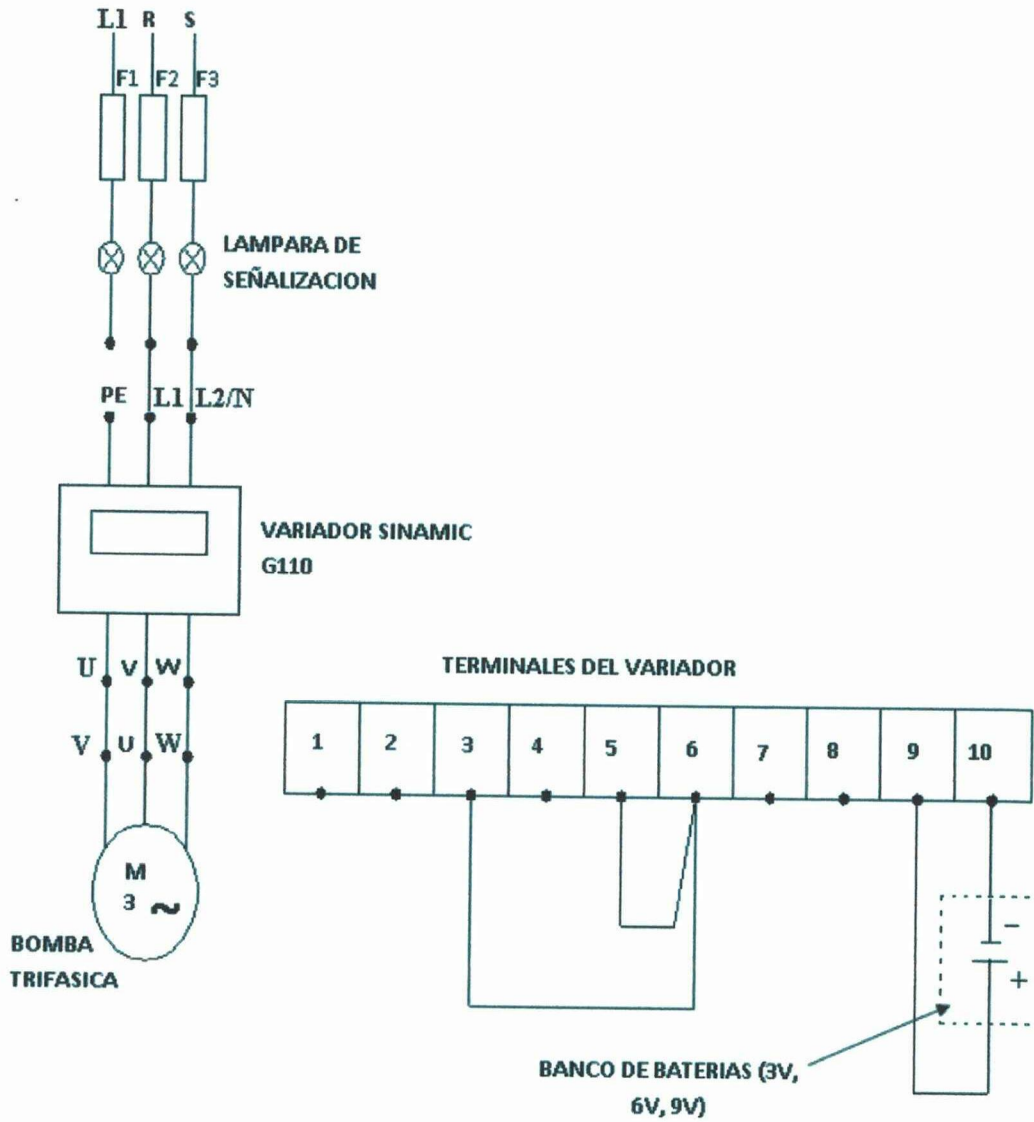 L1 R S
F1 F2 F3
LAMPARA DE
SEÑALIZACION
PE L1 L2/N
VARIADOR SINAMIC
G110
U V W
V U W
M
3 ~
BOMBA
TRIFASICA
TERMINALES DEL VARIADOR
1 2 3 4 5 6 7 8 9 10
-
+
BANCO DE BATERIAS (3V,
6V, 9V)